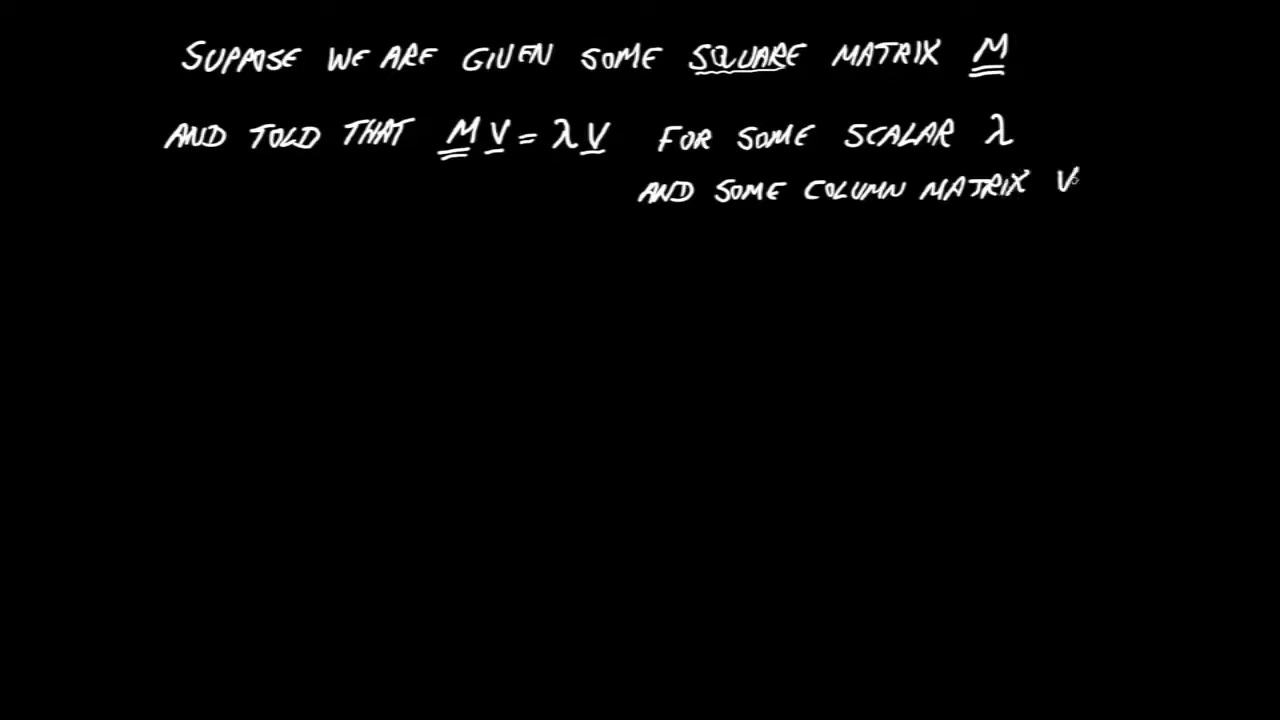 SUPPOSE WE ARE GIVEN SOME SQUARE MATRIX M
AND TOLD THAT M V = λ V FOR SOME SCALAR λ
AND SOME COLUMN MATRIX V